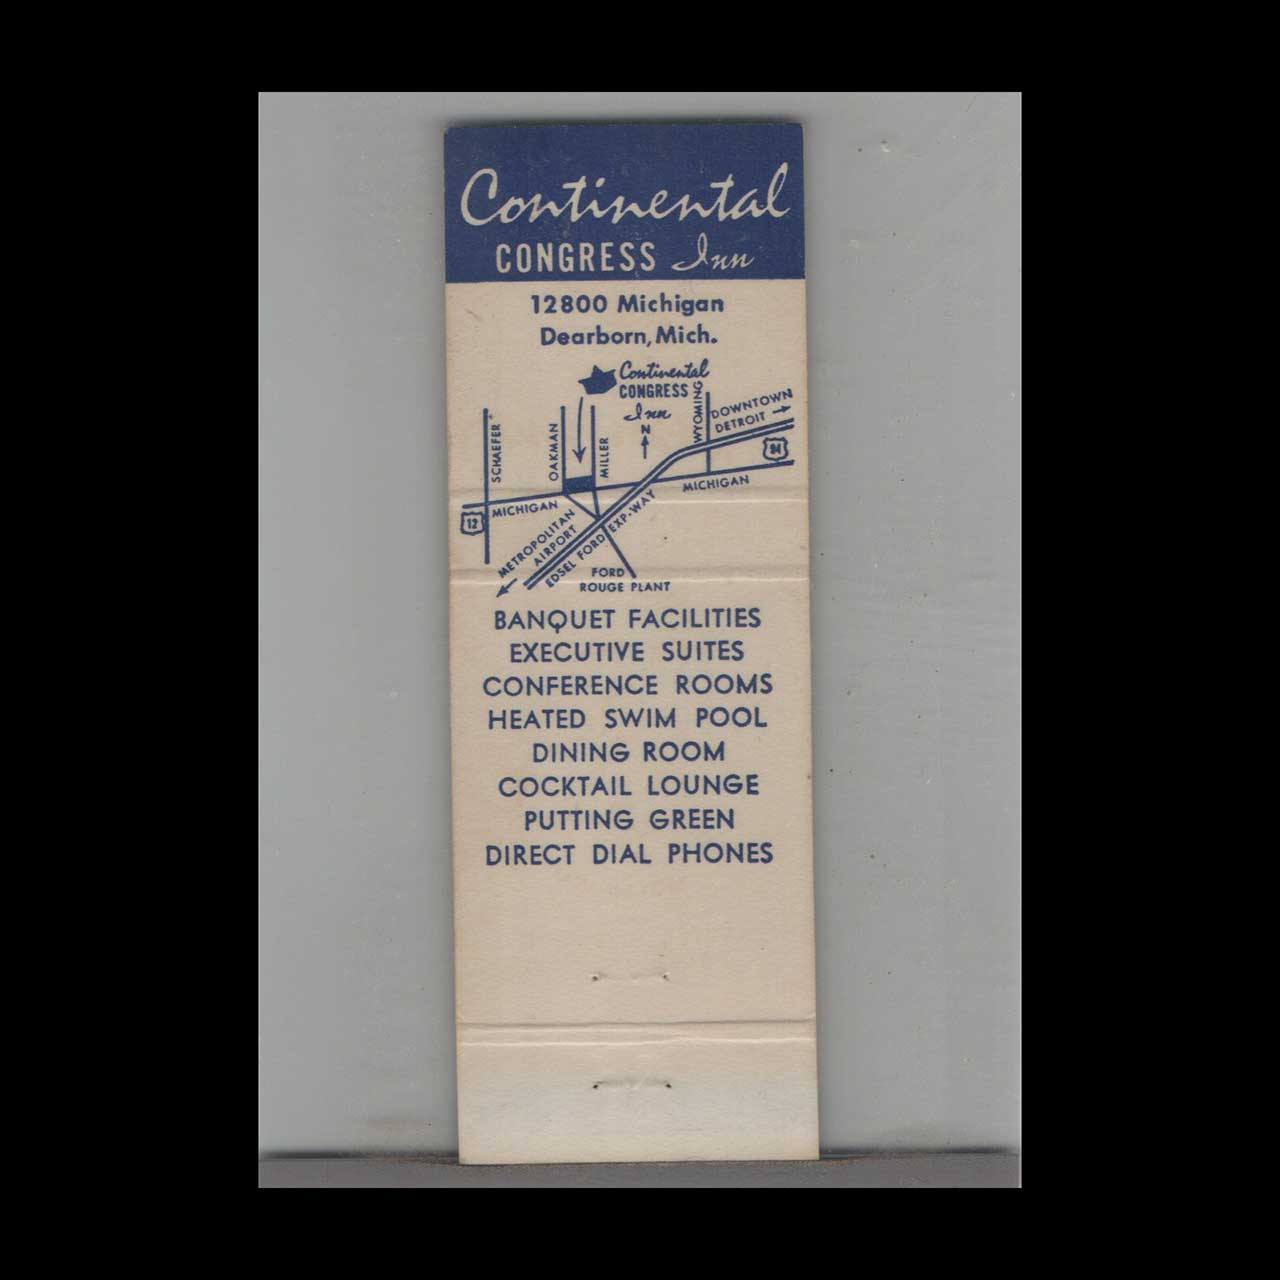 Continental
CONGRESS Inn
12800 Michigan
Dearborn, Mich.
Continental
CONGRESS
Inn
N
WYOMING
DOWNTOWN
DETROIT
SCHAEFER
OAKMAN
MILLER
94
MICHIGAN
MICHIGAN
12
METROPOLITAN
AIRPORT
EDSEL FORD EXP-WAY
FORD
ROUGE PLANT
BANQUET FACILITIES
EXECUTIVE SUITES
CONFERENCE ROOMS
HEATED SWIM POOL
DINING ROOM
COCKTAIL LOUNGE
PUTTING GREEN
DIRECT DIAL PHONES